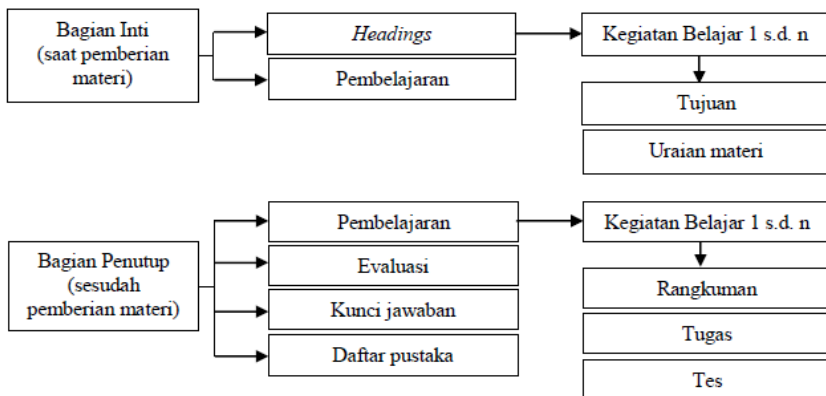 Bagian Inti
(saat pemberian
materi)
Headings
Pembelajaran
Kegiatan Belajar 1 s.d. n
Tujuan
Uraian materi
Bagian Penutup
(sesudah
pemberian materi)
Pembelajaran
Evaluasi
Kunci jawaban
Daftar pustaka
Kegiatan Belajar 1 s.d. n
Rangkuman
Tugas
Tes